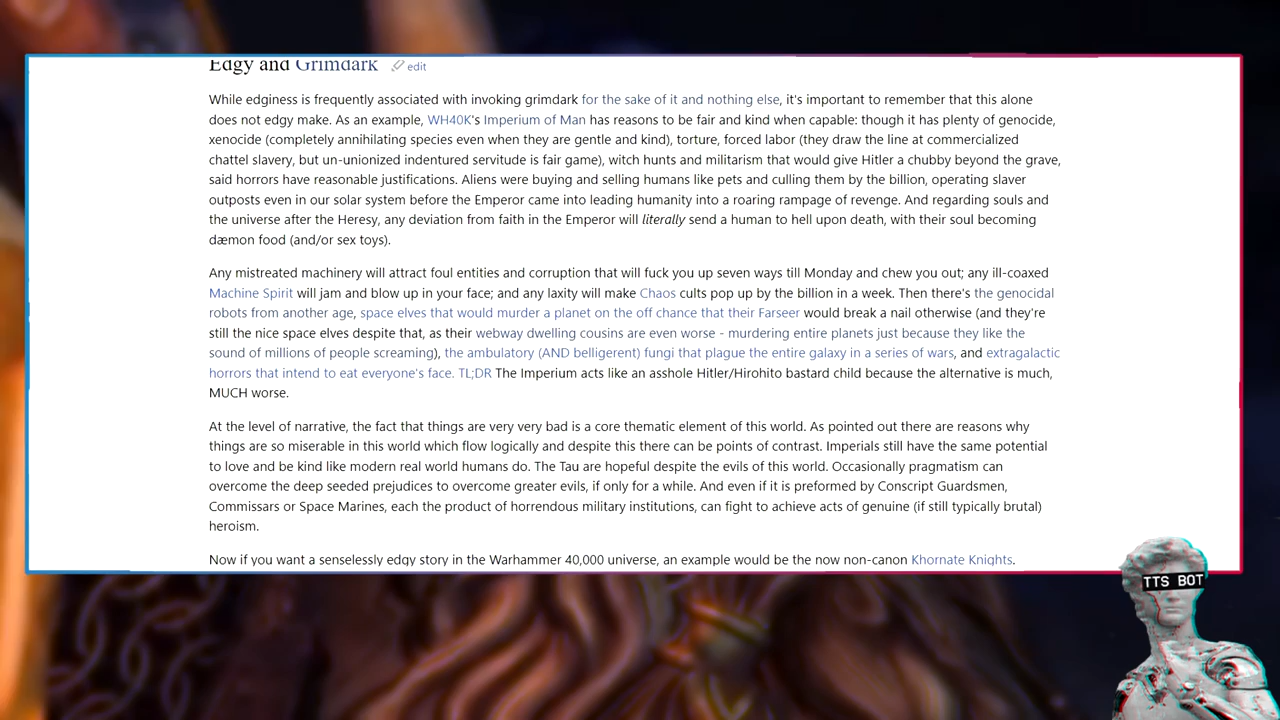 Edgy and Grimdark edit
While edginess is frequently associated with invoking grimdark for the sake of it and nothing else, it's important to remember that this alone
does not edgy make. As an example, WH40K's Imperium of Man has reasons to be fair and kind when capable: though it has plenty of genocide,
xenocide (completely annihilating species even when they are gentle and kind), torture, forced labor (they draw the line at commercialized
chattel slavery, but un-unionized indentured servitude is fair game), witch hunts and militarism that would give Hitler a chubby beyond the grave,
said horrors have reasonable justifications. Aliens were buying and selling humans like pets and culling them by the billion, operating slaver
outposts even in our solar system before the Emperor came into leading humanity into a roaring rampage of revenge. And regarding souls and
the universe after the Heresy, any deviation from faith in the Emperor will literally send a human to hell upon death, with their soul becoming
dæmon food (and/or sex toys).
Any mistreated machinery will attract foul entities and corruption that will fuck you up seven ways till Monday and chew you out; any ill-coaxed
Machine Spirit will jam and blow up in your face; and any laxity will make Chaos cults pop up by the billion in a week. Then there's the genocidal
robots from another age, space elves that would murder a planet on the off chance that their Farseer would break a nail otherwise (and they're
still the nice space elves despite that, as their webway dwelling cousins are even worse - murdering entire planets just because they like the
sound of millions of people screaming), the ambulatory (AND belligerent) fungi that plague the entire galaxy in a series of wars, and extragalactic
horrors that intend to eat everyone's face. TL;DR The Imperium acts like an asshole Hitler/Hirohito bastard child because the alternative is much,
MUCH worse.
At the level of narrative, the fact that things are very very bad is a core thematic element of this world. As pointed out there are reasons why
things are so miserable in this world which flow logically and despite this there can be points of contrast. Imperials still have the same potential
to love and be kind like modern real world humans do. The Tau are hopeful despite the evils of this world. Occasionally pragmatism can
overcome the deep seeded prejudices to overcome greater evils, if only for a while. And even if it is preformed by Conscript Guardsmen,
Commissars or Space Marines, each the product of horrendous military institutions, can fight to achieve acts of genuine (if still typically brutal)
heroism.
Now if you want a senselessly edgy story in the Warhammer 40,000 universe, an example would be the now non-canon Khornate Knights.
TTS BOT